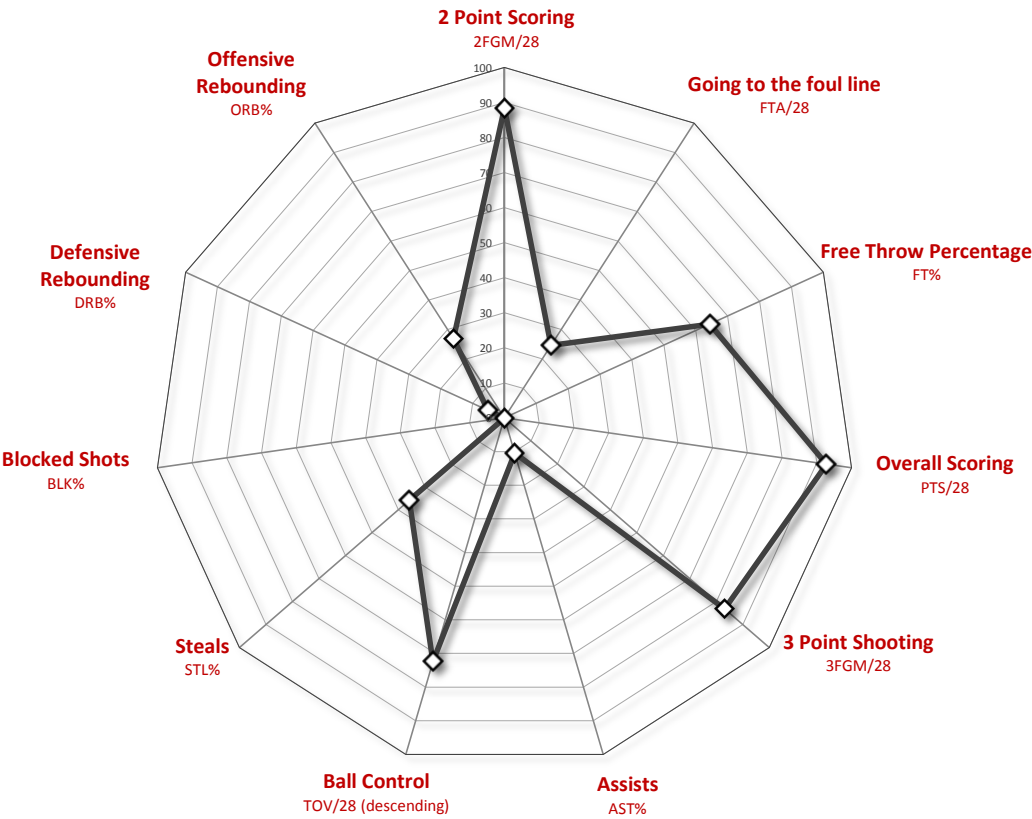 2 Point Scoring
2FGM/28
Going to the foul line
FTA/28
Free Throw Percentage
FT%
Overall Scoring
PTS/28
3 Point Shooting
3FGM/28
Assists
AST%
Ball Control
TOV/28 (descending)
Steals
STL%
Blocked Shots
BLK%
Defensive
Rebounding
DRB%
Offensive
Rebounding
ORB%
100
90
80
70
60
50
40
30
20
10